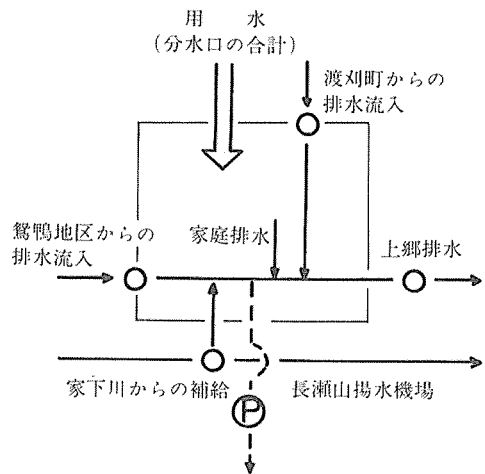 用水
(分水口の合計)
渡刈町からの
排水流入
鴛鴨地区からの
排水流入
家庭排水
上郷排水
家下川からの補給
長瀬山揚水機場
P